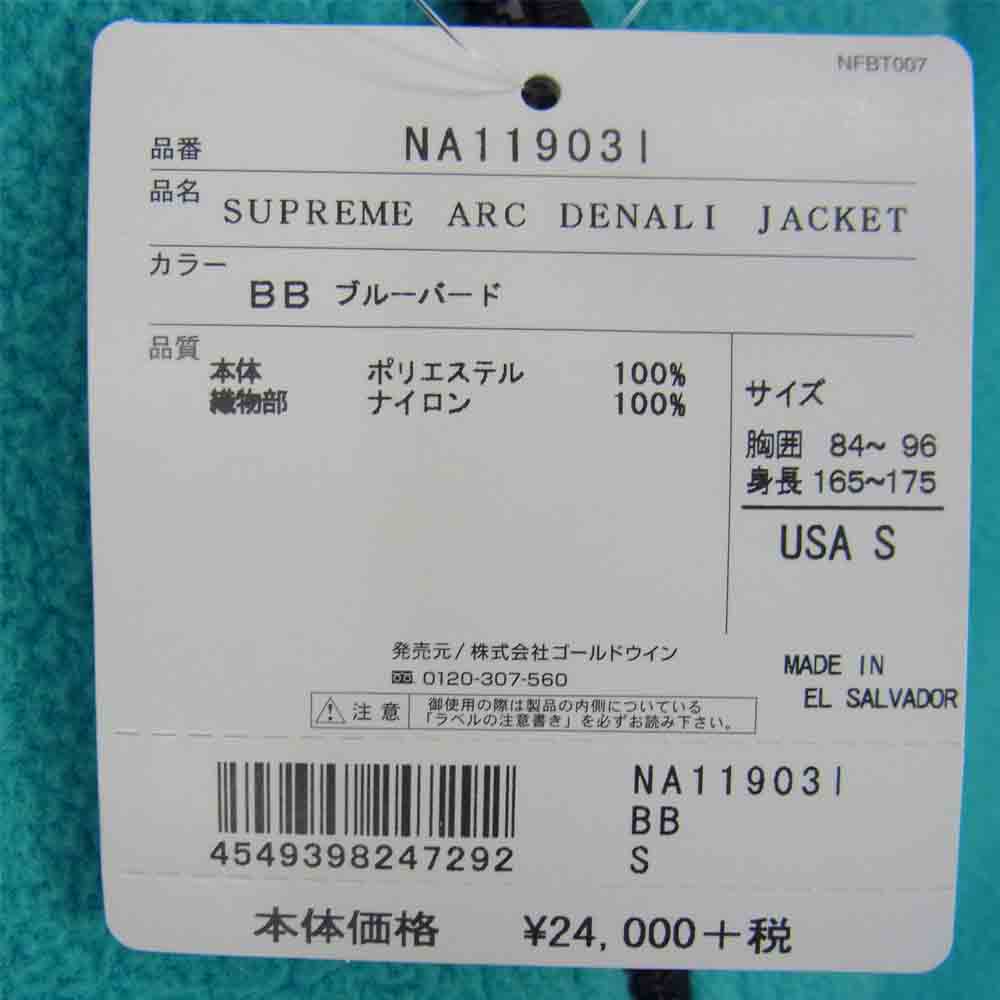 NFBT007
品番 NA11903I
品名 SUPREME ARC DENALI JACKET
カラー BB ブルーバード
品質
本体 ポリエステル 100%
織物部 ナイロン 100%
サイズ
胸囲 84~ 96
身長 165~175
USA S
発売元/株式会社ゴールドウイン
0120-307-560
注意 御使用の際は製品の内側についている
「ラベルの注意書き」を必ずお読み下さい。
MADE IN
EL SALVADOR
4549398247292
NA11903I
BB
S
本体価格 ¥24,000+税